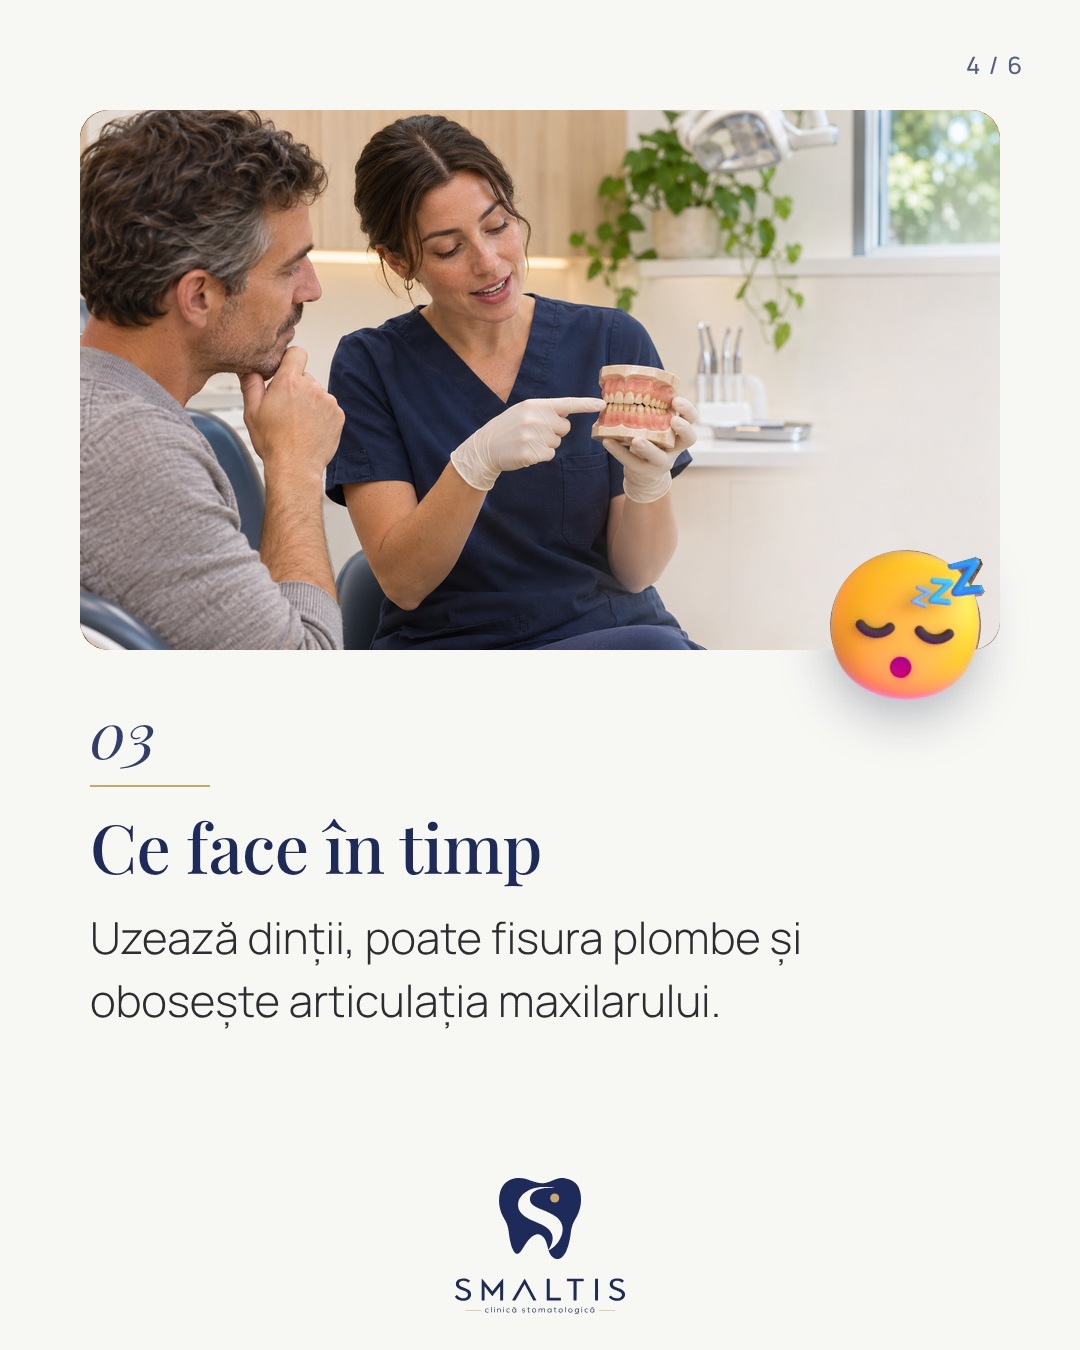 4 / 6
zzZ
03
Ce face în timp
Uzează dinții, poate fisura plombe și
obosește articulația maxilarului.
SMALTIS
clinică stomatologică